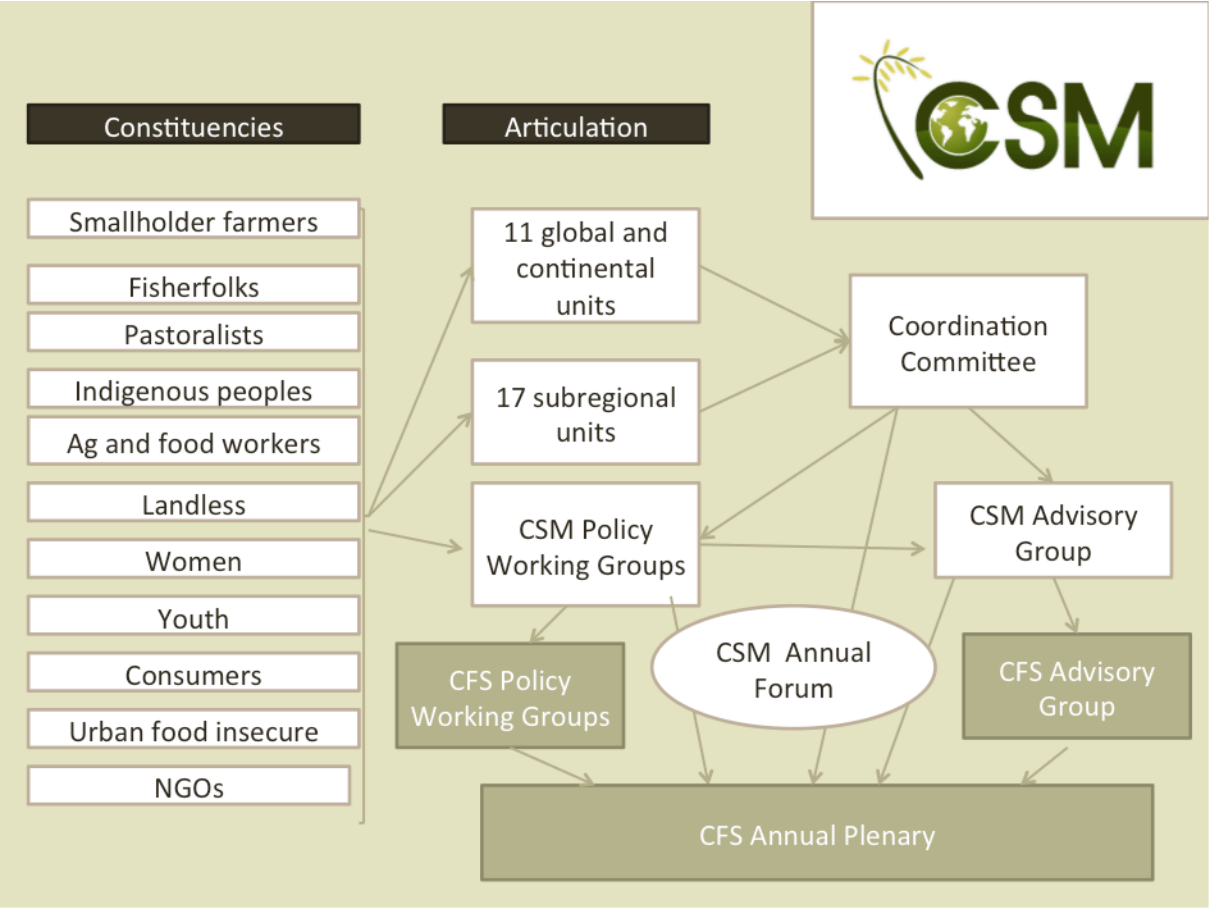 CSM
Constituencies
Articulation
Smallholder farmers
Fisherfolks
Pastoralists
Indigenous peoples
Ag and food workers
Landless
Women
Youth
Consumers
Urban food insecure
NGOs
11 global and
continental
units
17 subregional
units
CSM Policy
Working Groups
Coordination
Committee
CSM Advisory
Group
CSM Annual
Forum
CFS Policy
Working Groups
CFS Advisory
Group
CFS Annual Plenary